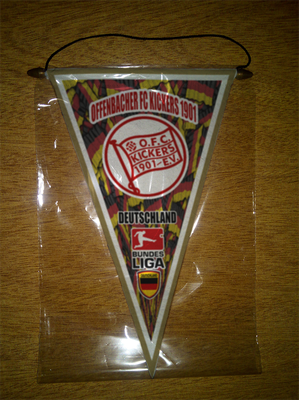 OFFENBACHER FC KICKERS 1901
O.F.C.
KICKERS
1901-E.V.
DEUTSCHLAND
BUNDES
LIGA